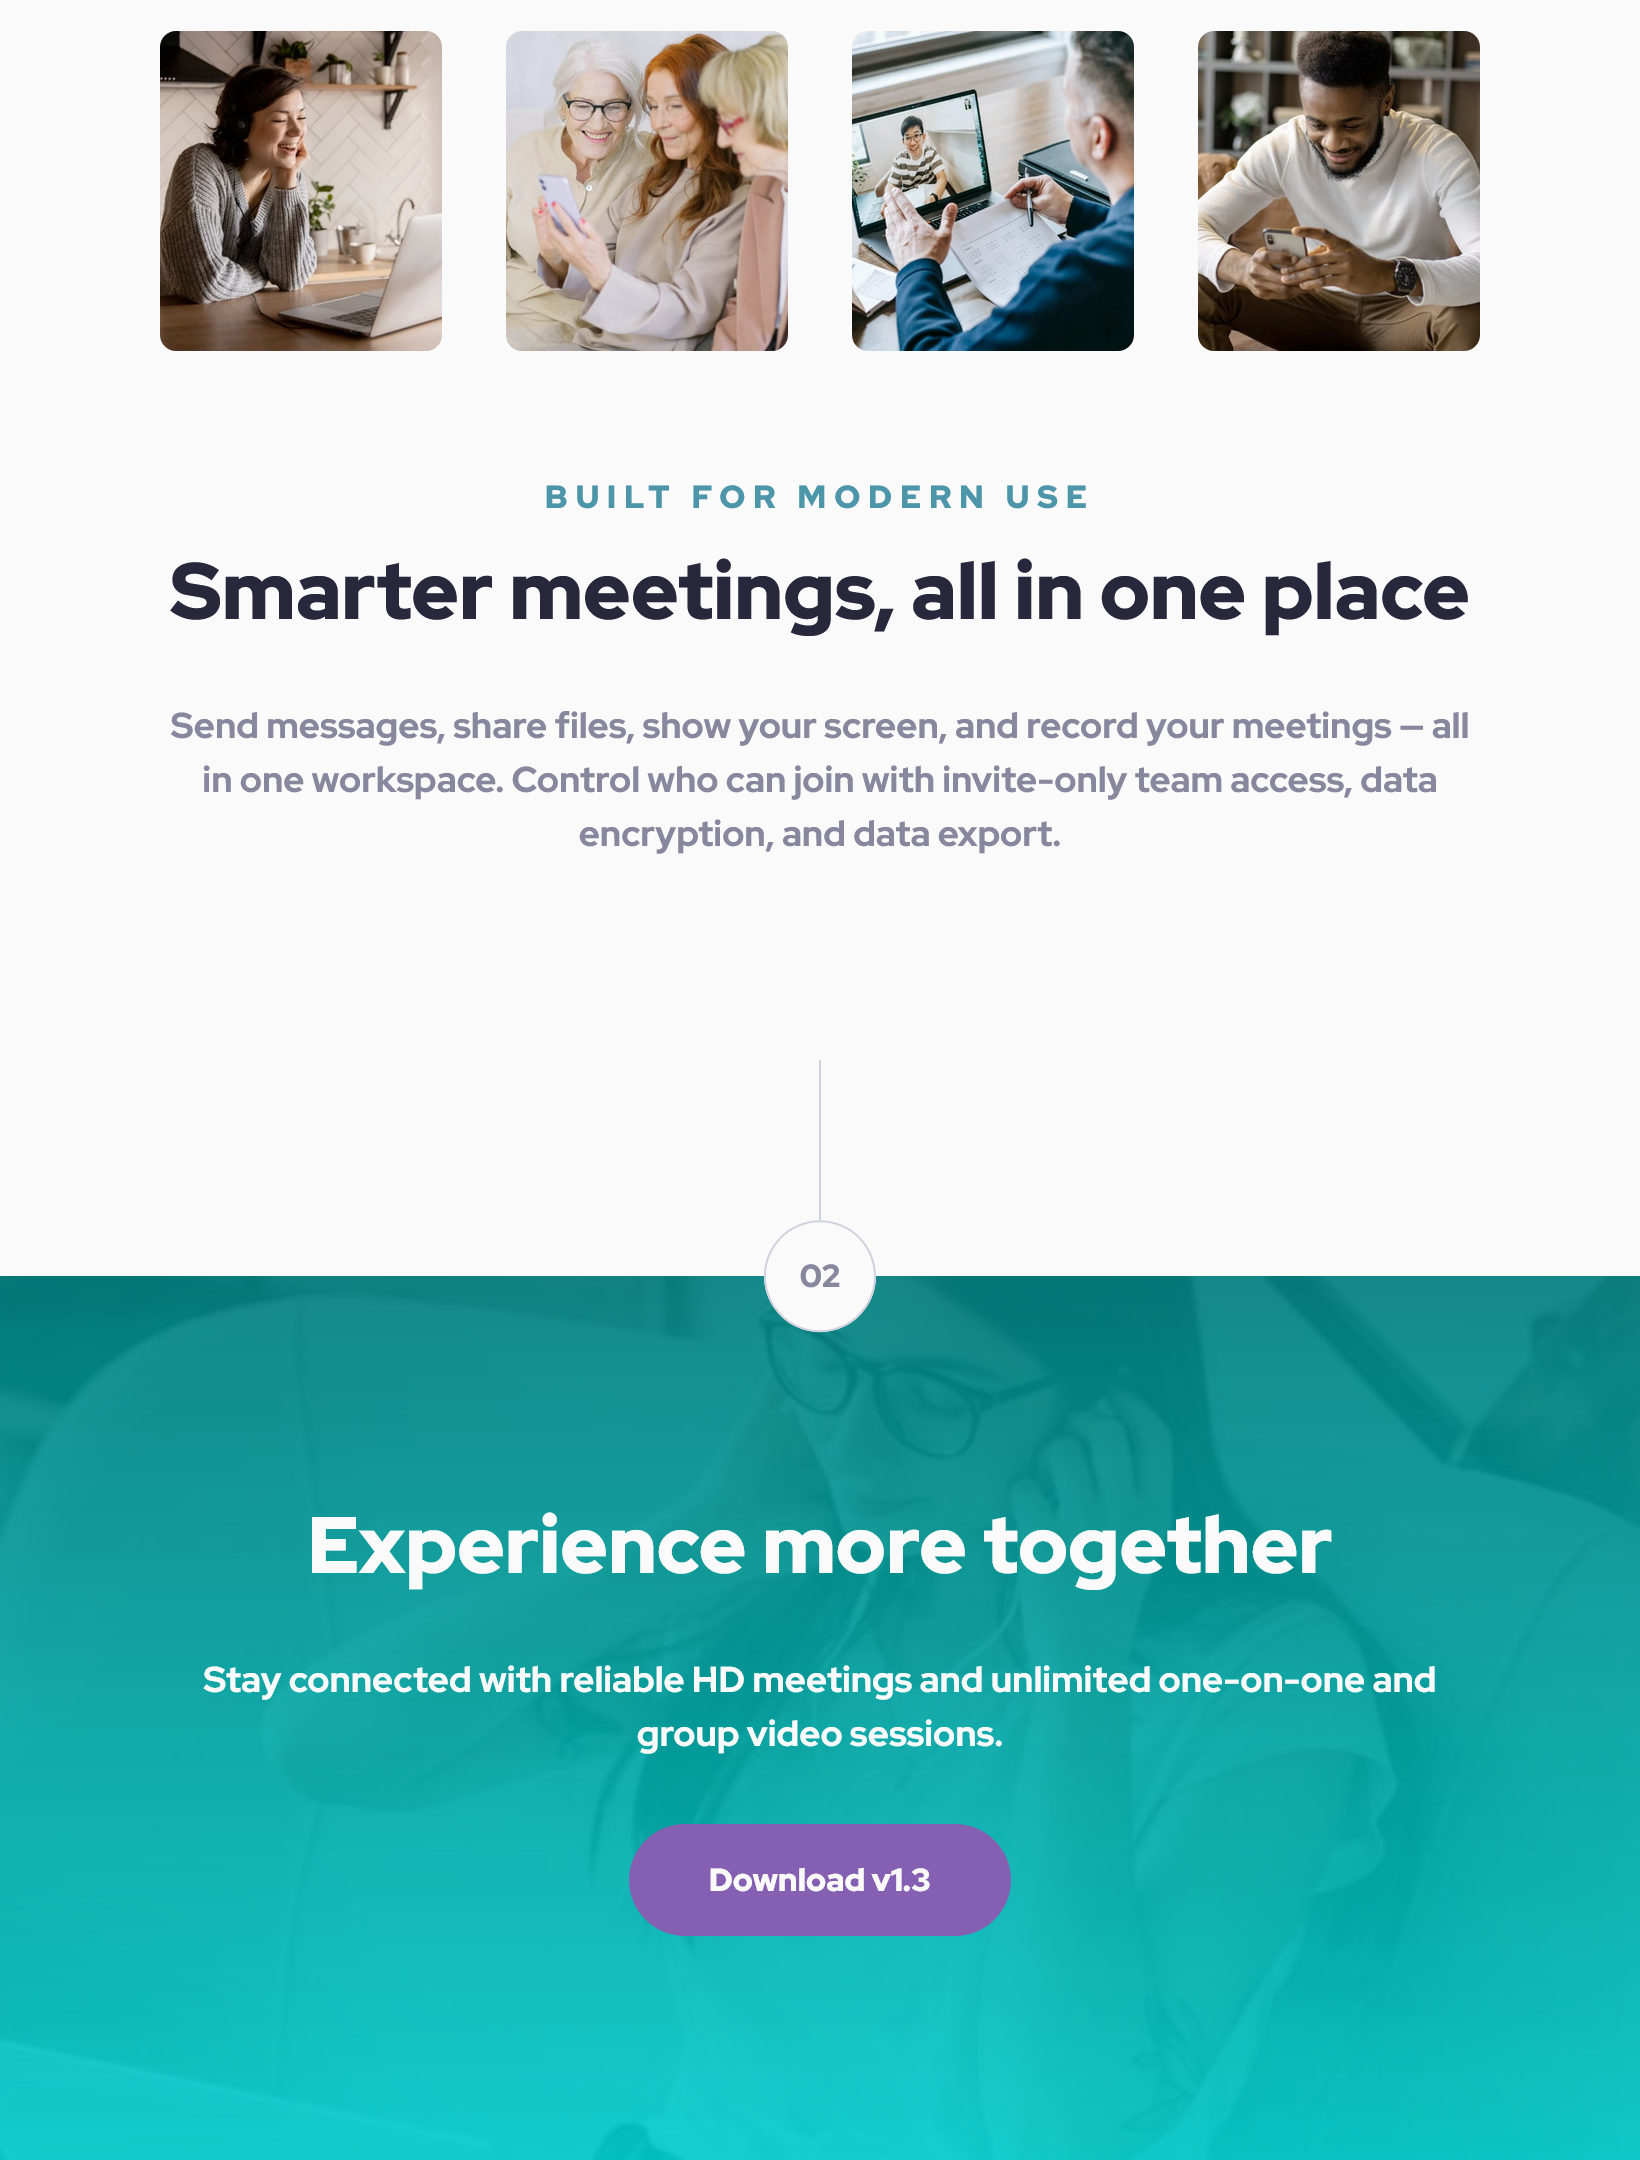 BUILT FOR MODERN USE
Smarter meetings, all in one place
Send messages, share files, show your screen, and record your meetings — all
in one workspace. Control who can join with invite-only team access, data
encryption, and data export.
02
Experience more together
Stay connected with reliable HD meetings and unlimited one-on-one and
group video sessions.
Download v1.3